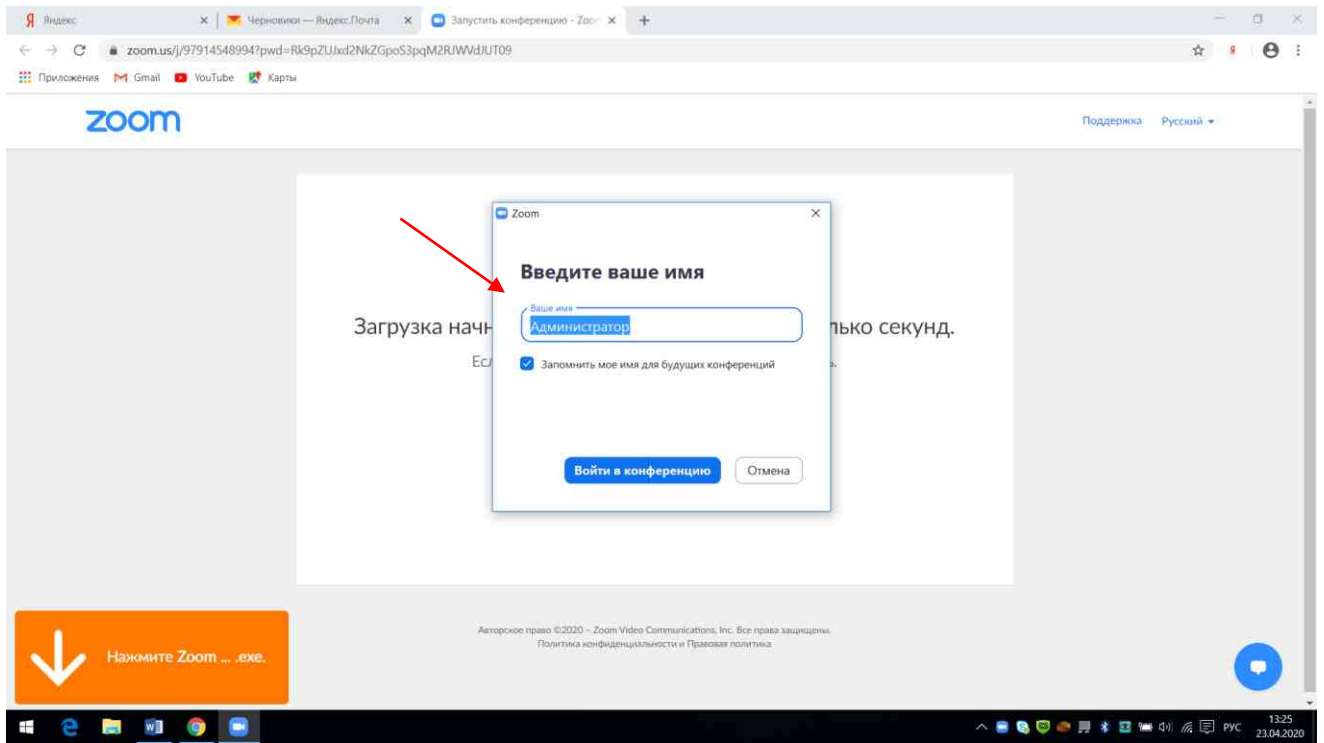 Яндекс
Черновики — Яндекс.Почта
Запустить конференцию - Zoo
zoom.us/j/97914548994?pwd=Rk9pZUJxd2NkZGpoS3pqM2RJWVdJUT09
Приложения Gmail YouTube Карты
zoom
Поддержка Русский
Zoom
Введите ваше имя
Ваше имя
Загрузка нач лько секунд.
Администратор
Запомнить мое имя для будущих конференций
Войти в конференцию Отмена
Авторское право ©2020 - Zoom Video Communications, Inc. Все права защищены.
Политика конфиденциальности и Правовая политика
Нажмите Zoom ... .exe.
РУС
13:25
23.04.2020